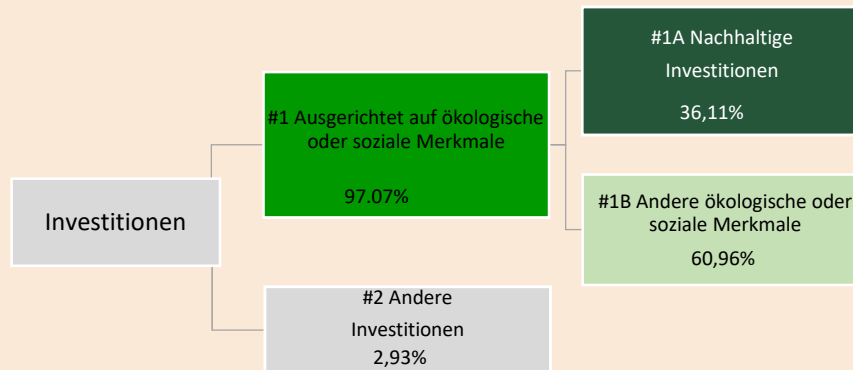 Investitionen
#1 Ausgerichtet auf ökologische
oder soziale Merkmale
97.07%
#2 Andere
Investitionen
2,93%
#1A Nachhaltige
Investitionen
36,11%
#1B Andere ökologische oder
soziale Merkmale
60,96%